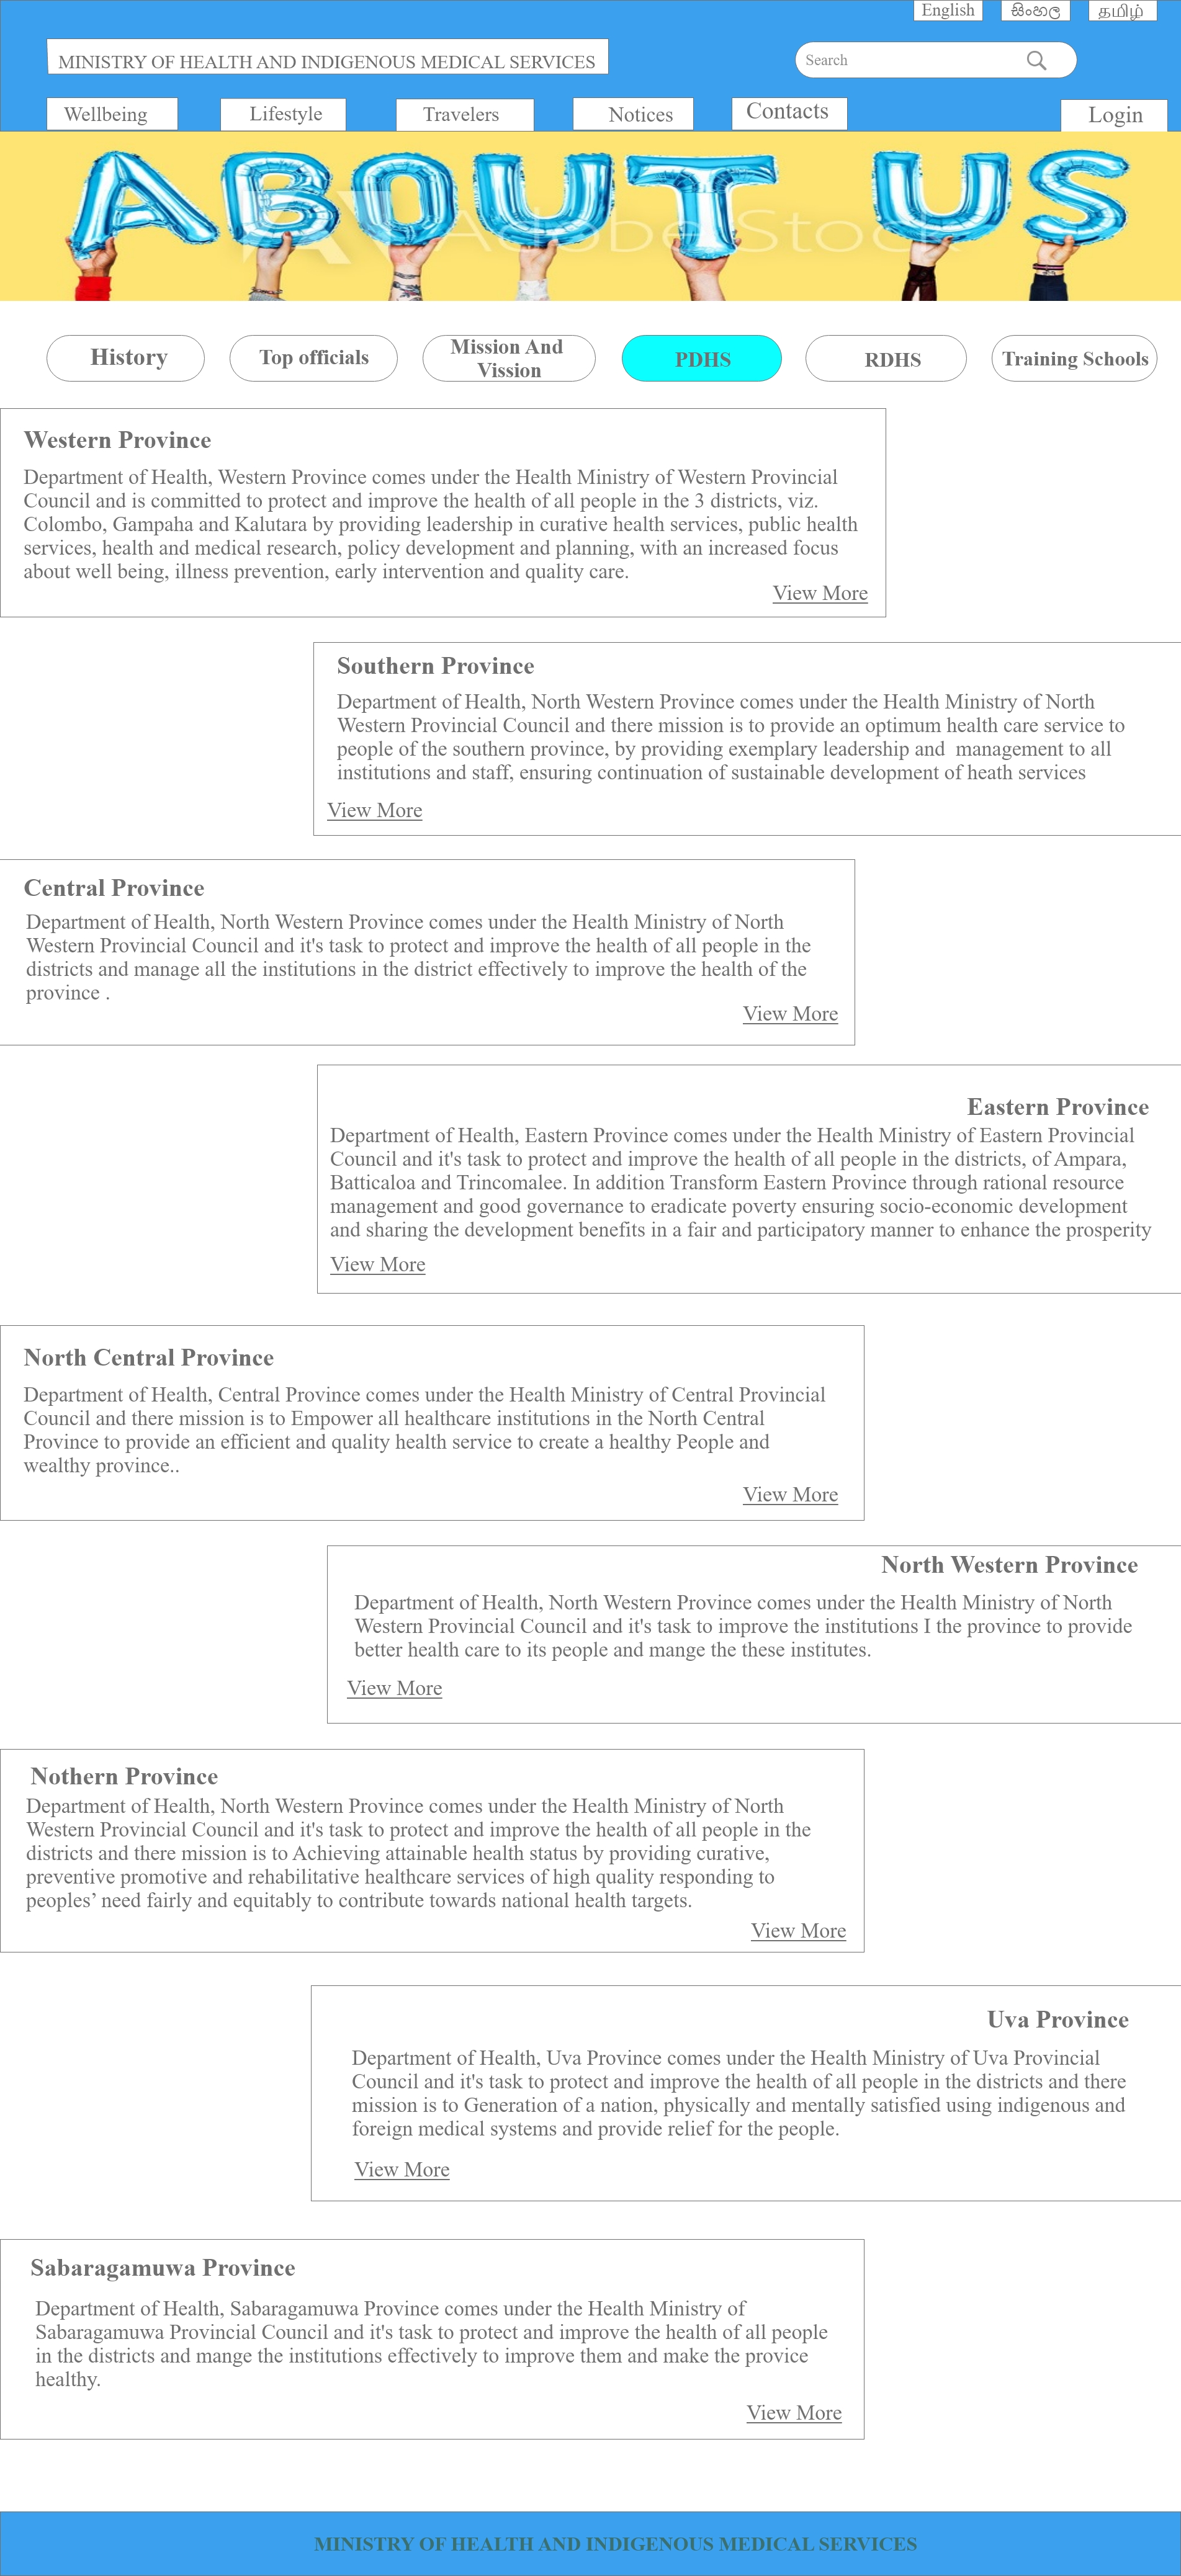 English සිංහල தமிழ்
MINISTRY OF HEALTH AND INDIGENOUS MEDICAL SERVICES
Search
Wellbeing Lifestyle Travelers Notices Contacts Login
ABOUT US
Adobe Stock
History Top officials Mission And Vission PDHS RDHS Training Schools
Western Province
Department of Health, Western Province comes under the Health Ministry of Western Provincial
Council and is committed to protect and improve the health of all people in the 3 districts, viz.
Colombo, Gampaha and Kalutara by providing leadership in curative health services, public health
services, health and medical research, policy development and planning, with an increased focus
about well being, illness prevention, early intervention and quality care.
View More
Southern Province
Department of Health, North Western Province comes under the Health Ministry of North
Western Provincial Council and there mission is to provide an optimum health care service to
people of the southern province, by providing exemplary leadership and  management to all
institutions and staff, ensuring continuation of sustainable development of heath services
View More
Central Province
Department of Health, North Western Province comes under the Health Ministry of North
Western Provincial Council and it's task to protect and improve the health of all people in the
districts and manage all the institutions in the district effectively to improve the health of the
province .
View More
Eastern Province
Department of Health, Eastern Province comes under the Health Ministry of Eastern Provincial
Council and it's task to protect and improve the health of all people in the districts, of Ampara,
Batticaloa and Trincomalee. In addition Transform Eastern Province through rational resource
management and good governance to eradicate poverty ensuring socio-economic development
and sharing the development benefits in a fair and participatory manner to enhance the prosperity
View More
North Central Province
Department of Health, Central Province comes under the Health Ministry of Central Provincial
Council and there mission is to Empower all healthcare institutions in the North Central
Province to provide an efficient and quality health service to create a healthy People and
wealthy province..
View More
North Western Province
Department of Health, North Western Province comes under the Health Ministry of North
Western Provincial Council and it's task to improve the institutions I the province to provide
better health care to its people and mange the these institutes.
View More
Nothern Province
Department of Health, North Western Province comes under the Health Ministry of North
Western Provincial Council and it's task to protect and improve the health of all people in the
districts and there mission is to Achieving attainable health status by providing curative,
preventive promotive and rehabilitative healthcare services of high quality responding to
peoples’ need fairly and equitably to contribute towards national health targets.
View More
Uva Province
Department of Health, Uva Province comes under the Health Ministry of Uva Provincial
Council and it's task to protect and improve the health of all people in the districts and there
mission is to Generation of a nation, physically and mentally satisfied using indigenous and
foreign medical systems and provide relief for the people.
View More
Sabaragamuwa Province
Department of Health, Sabaragamuwa Province comes under the Health Ministry of
Sabaragamuwa Provincial Council and it's task to protect and improve the health of all people
in the districts and mange the institutions effectively to improve them and make the provice
healthy.
View More
MINISTRY OF HEALTH AND INDIGENOUS MEDICAL SERVICES